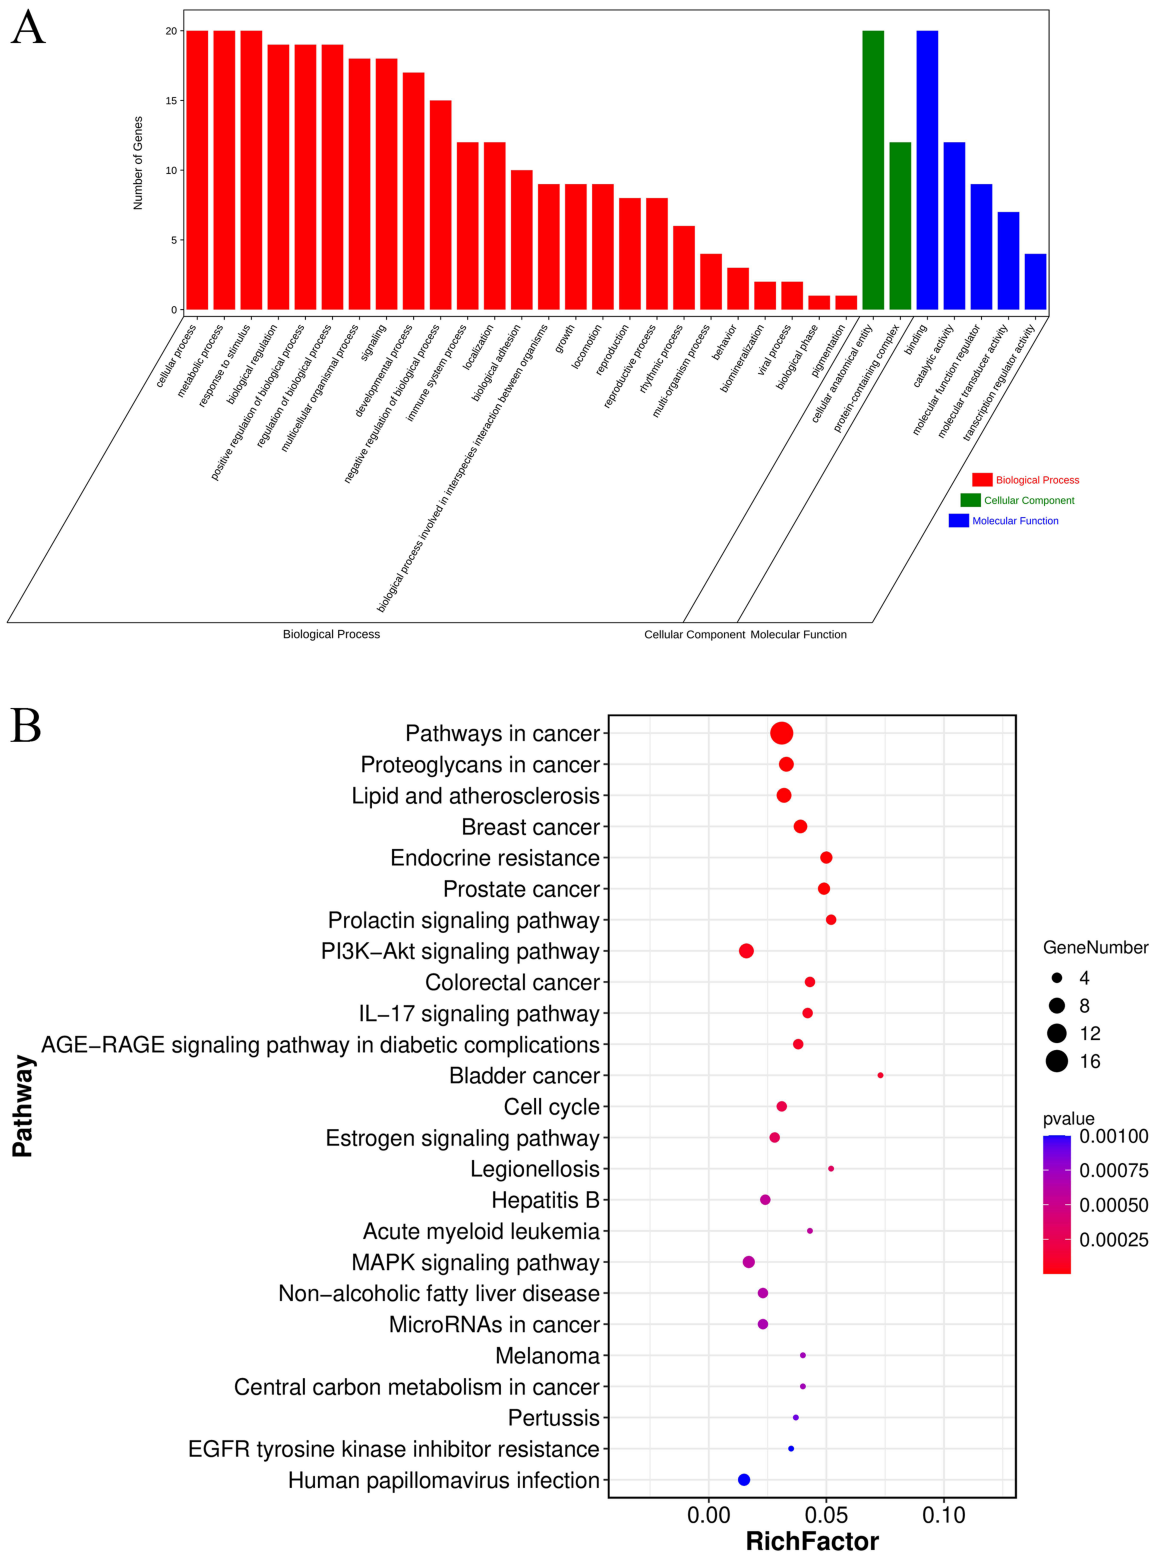 A
Number of Genes
20
15
10
5
0
cellular process
metabolic process
response to stimulus
biological regulation
positive regulation of biological process
regulation of biological process
multicellular organismal process
signaling
developmental process
negative regulation of biological process
immune system process
localization
biological adhesion
biological process involved in interspecies interaction between organisms
growth
locomotion
reproduction
reproductive process
rhythmic process
multi-organism process
behavior
biomineralization
viral process
biological phase
pigmentation
cellular anatomical entity
protein-containing complex
binding
catalytic activity
molecular function regulator
molecular transducer activity
transcription regulator activity
Biological Process
Cellular Component
Molecular Function
Biological Process
Cellular Component
Molecular Function
B
Pathway
Pathways in cancer
Proteoglycans in cancer
Lipid and atherosclerosis
Breast cancer
Endocrine resistance
Prostate cancer
Prolactin signaling pathway
PI3K−Akt signaling pathway
Colorectal cancer
IL−17 signaling pathway
AGE−RAGE signaling pathway in diabetic complications
Bladder cancer
Cell cycle
Estrogen signaling pathway
Legionellosis
Hepatitis B
Acute myeloid leukemia
MAPK signaling pathway
Non−alcoholic fatty liver disease
MicroRNAs in cancer
Melanoma
Central carbon metabolism in cancer
Pertussis
EGFR tyrosine kinase inhibitor resistance
Human papillomavirus infection
0.00
0.05
0.10
RichFactor
GeneNumber
4
8
12
16
pvalue
0.00100
0.00075
0.00050
0.00025